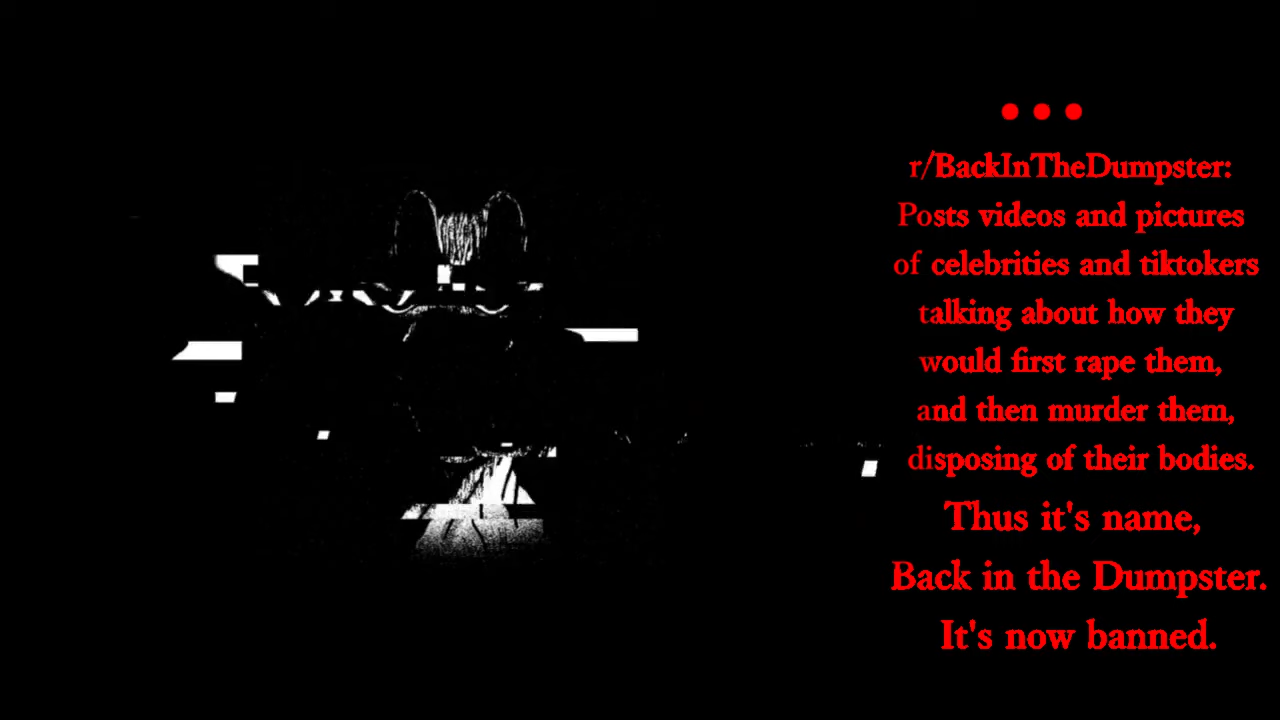 r/BackInTheDumpster:
Posts videos and pictures
of celebrities and tiktokers
talking about how they
would first rape them,
and then murder them,
disposing of their bodies.
Thus it's name,
Back in the Dumpster.
It's now banned.